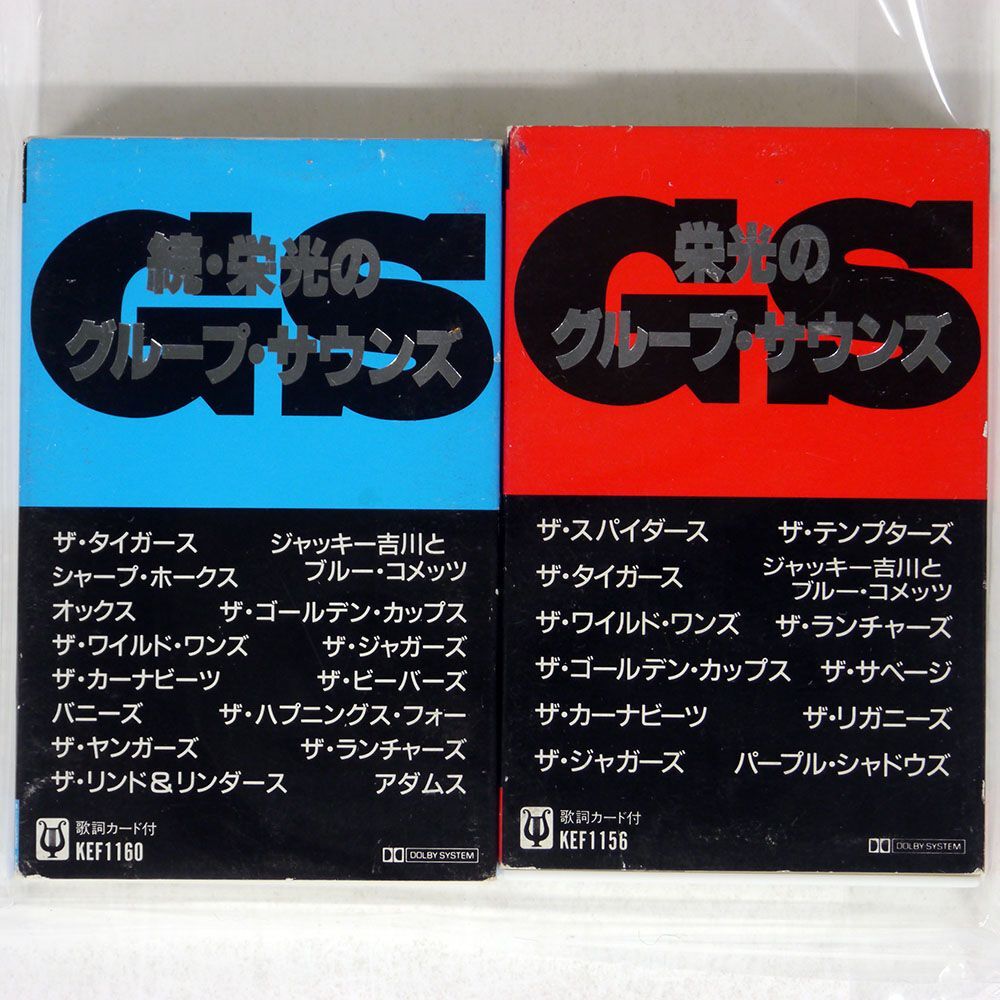 GS
続・栄光の
グループ・サウンズ
ザ・タイガース
ジャッキー吉川と
ブルー・コメッツ
シャープ・ホークス
オックス
ザ・ゴールデン・カップス
ザ・ワイルド・ワンズ
ザ・ジャガーズ
ザ・カーナビーツ
ザ・ビーバーズ
バニーズ
ザ・ハプニングス・フォー
ザ・ヤンガーズ
ザ・ランチャーズ
ザ・リンド&リンダース
アダムス
歌詞カード付
KEF1160
DOLBY SYSTEM
GS
栄光の
グループ・サウンズ
ザ・スパイダース
ザ・テンプターズ
ザ・タイガース
ジャッキー吉川と
ブルー・コメッツ
ザ・ワイルド・ワンズ
ザ・ランチャーズ
ザ・ゴールデン・カップス
ザ・サベージ
ザ・カーナビーツ
ザ・リガニーズ
ザ・ジャガーズ
パープル・シャドウズ
歌詞カード付
KEF1156
DOLBY SYSTEM